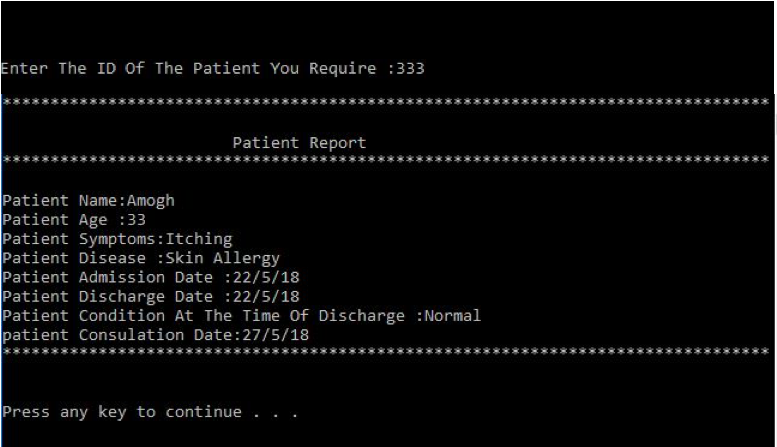 Enter The ID Of The Patient You Require :333
********************************************************************************
Patient Report
********************************************************************************
Patient Name:Amogh
Patient Age :33
Patient Symptoms:Itching
Patient Disease :Skin Allergy
Patient Admission Date :22/5/18
Patient Discharge Date :22/5/18
Patient Condition At The Time Of Discharge :Normal
patient Consulation Date:27/5/18
********************************************************************************
Press any key to continue . . .